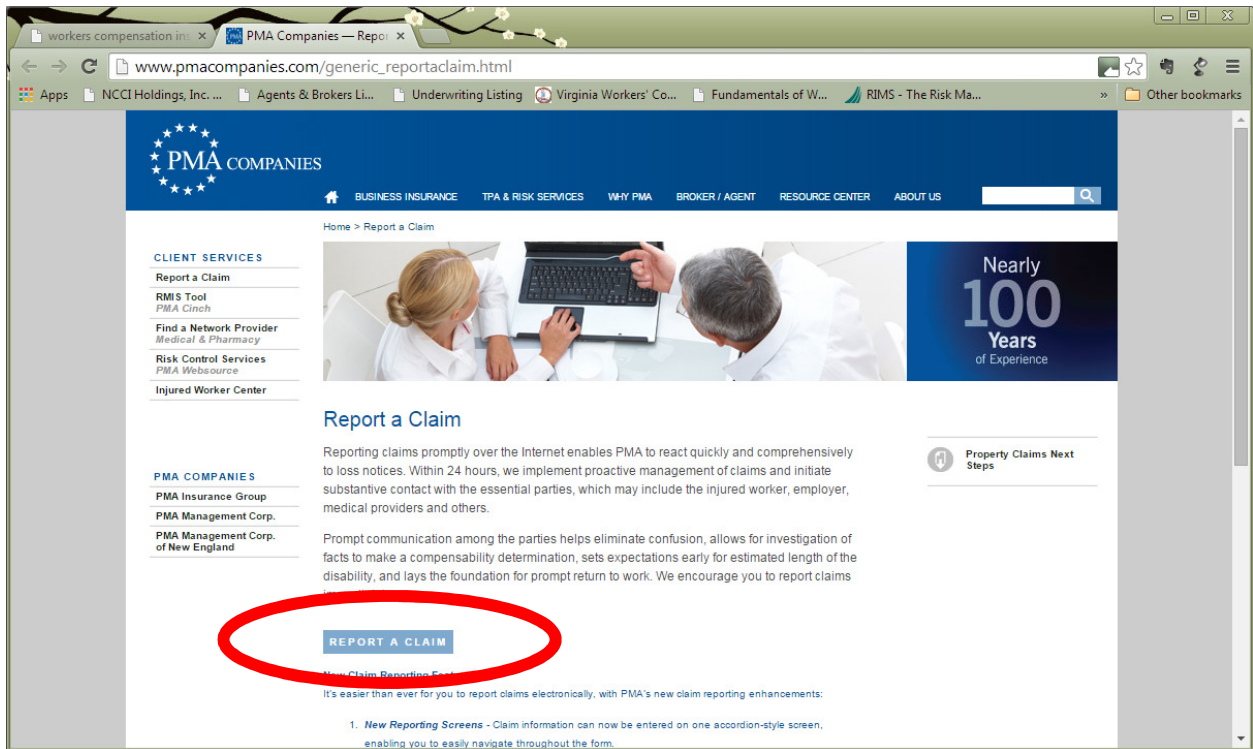 workers compensation ins
PMA Companies — Repor
www.pmacompanies.com/generic_reportaclaim.html
Apps NCCI Holdings, Inc. ... Agents & Brokers Li... Underwriting Listing Virginia Workers' Co... Fundamentals of W... RIMS - The Risk Ma... » Other bookmarks
PMA COMPANIES
BUSINESS INSURANCE TPA & RISK SERVICES WHY PMA BROKER / AGENT RESOURCE CENTER ABOUT US
Home > Report a Claim
CLIENT SERVICES
Report a Claim
RMIS Tool
PMA Cinch
Find a Network Provider
Medical & Pharmacy
Risk Control Services
PMA Websource
Injured Worker Center
PMA COMPANIES
PMA Insurance Group
PMA Management Corp.
PMA Management Corp.
of New England
Nearly
100
Years
of Experience
Report a Claim
Reporting claims promptly over the Internet enables PMA to react quickly and comprehensively
to loss notices. Within 24 hours, we implement proactive management of claims and initiate
substantive contact with the essential parties, which may include the injured worker, employer,
medical providers and others.
Prompt communication among the parties helps eliminate confusion, allows for investigation of
facts to make a compensability determination, sets expectations early for estimated length of the
disability, and lays the foundation for prompt return to work. We encourage you to report claims
Property Claims Next
Steps
REPORT A CLAIM
New Claim Reporting
It's easier than ever for you to report claims electronically, with PMA's new claim reporting enhancements:
1. New Reporting Screens - Claim information can now be entered on one accordion-style screen,
enabling you to easily navigate throughout the form.